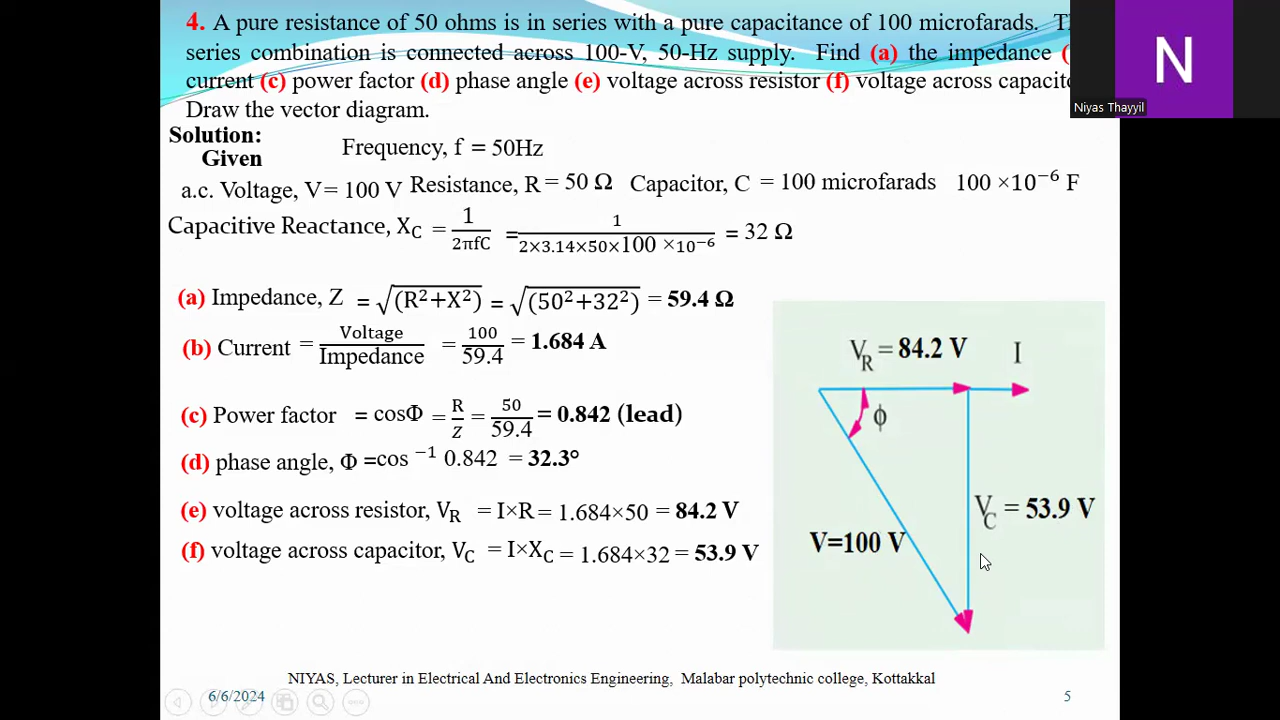 4. A pure resistance of 50 ohms is in series with a pure capacitance of 100 microfarads.
series combination is connected across 100-V, 50-Hz supply. Find (a) the impedance
current (c) power factor (d) phase angle (e) voltage across resistor (f) voltage across
Draw the vector diagram.
Solution:
Given
Frequency, f = 50Hz
a.c. Voltage, V= 100 V Resistance, R = 50 Ω Capacitor, C = 100 microfarads 100 ×10⁻⁶ F
Capacitive Reactance, X_C = 1/2πfC = 1/2×3.14×50×100 ×10⁻⁶ = 32 Ω
(a) Impedance, Z = √(R²+X²) = √(50²+32²) = 59.4 Ω
(b) Current = Voltage/Impedance = 100/59.4 = 1.684 A
(c) Power factor = cosΦ = R/Z = 50/59.4 = 0.842 (lead)
(d) phase angle, Φ =cos ⁻¹ 0.842 = 32.3°
(e) voltage across resistor, V_R = I×R = 1.684×50 = 84.2 V
(f) voltage across capacitor, V_C = I×X_C = 1.684×32 = 53.9 V
V_R = 84.2 V I
ϕ
V_C = 53.9 V
V=100 V
NIYAS, Lecturer in Electrical And Electronics Engineering, Malabar polytechnic college, Kottakkal
6/6/2024
5
N
Niyas Thayyil